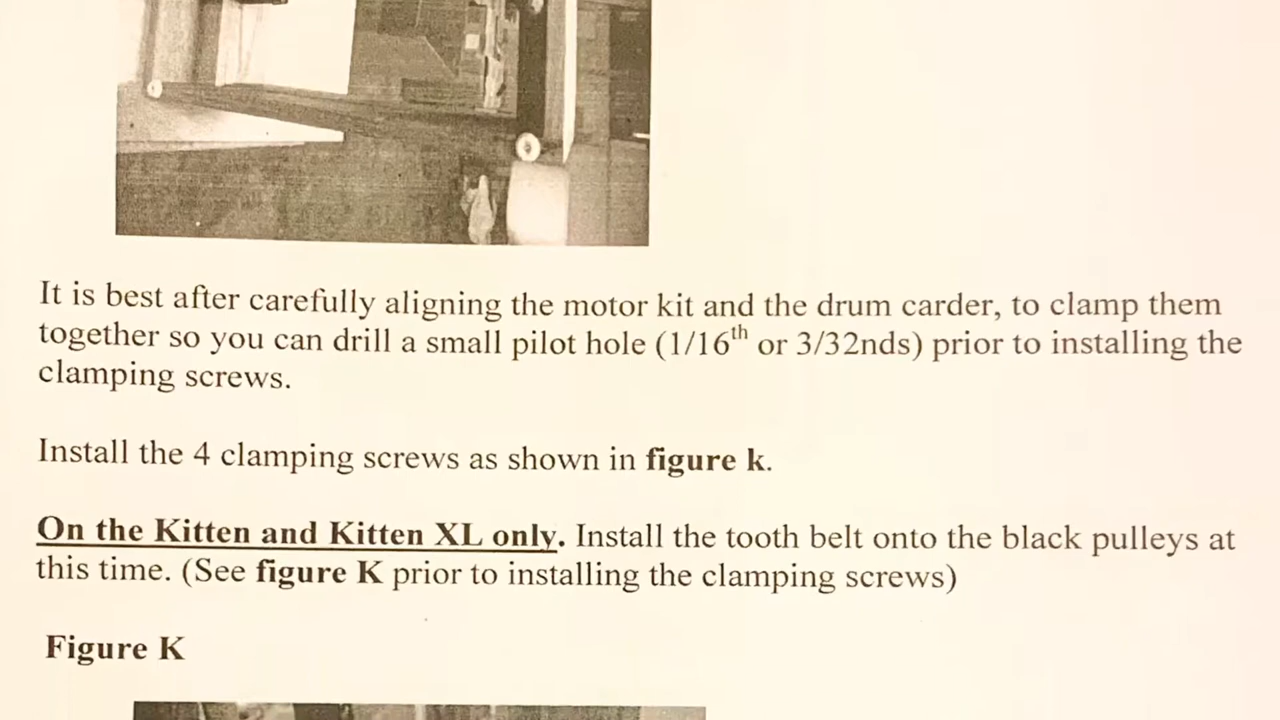 It is best after carefully aligning the motor kit and the drum carder, to clamp them
together so you can drill a small pilot hole (1/16th or 3/32nds) prior to installing the
clamping screws.
Install the 4 clamping screws as shown in figure k.
On the Kitten and Kitten XL only. Install the tooth belt onto the black pulleys at
this time. (See figure K prior to installing the clamping screws)
Figure K